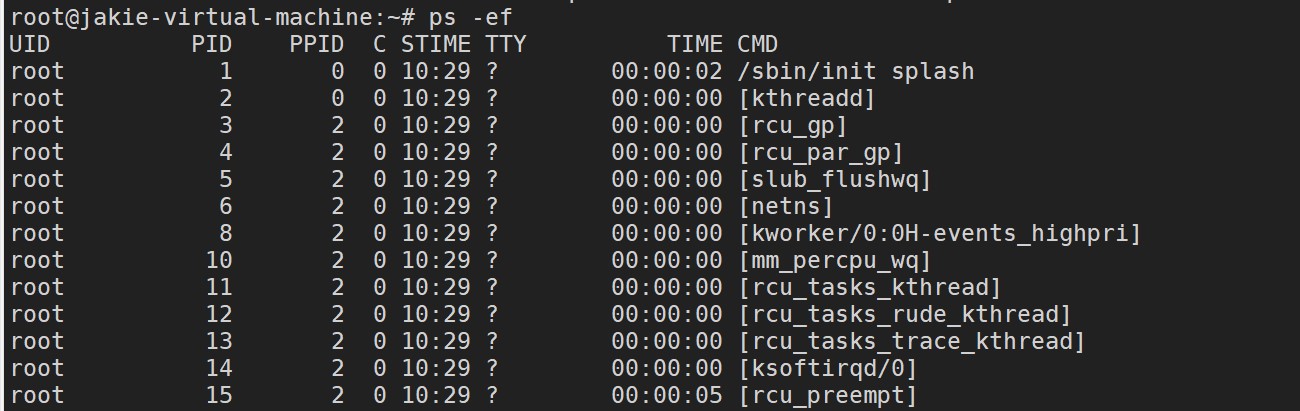 root@jakie-virtual-machine:~# ps -ef
UID          PID    PPID  C STIME TTY          TIME CMD
root           1       0  0 10:29 ?        00:00:02 /sbin/init splash
root           2       0  0 10:29 ?        00:00:00 [kthreadd]
root           3       2  0 10:29 ?        00:00:00 [rcu_gp]
root           4       2  0 10:29 ?        00:00:00 [rcu_par_gp]
root           5       2  0 10:29 ?        00:00:00 [slub_flushwq]
root           6       2  0 10:29 ?        00:00:00 [netns]
root           8       2  0 10:29 ?        00:00:00 [kworker/0:0H-events_highpri]
root          10       2  0 10:29 ?        00:00:00 [mm_percpu_wq]
root          11       2  0 10:29 ?        00:00:00 [rcu_tasks_kthread]
root          12       2  0 10:29 ?        00:00:00 [rcu_tasks_rude_kthread]
root          13       2  0 10:29 ?        00:00:00 [rcu_tasks_trace_kthread]
root          14       2  0 10:29 ?        00:00:00 [ksoftirqd/0]
root          15       2  0 10:29 ?        00:00:05 [rcu_preempt]